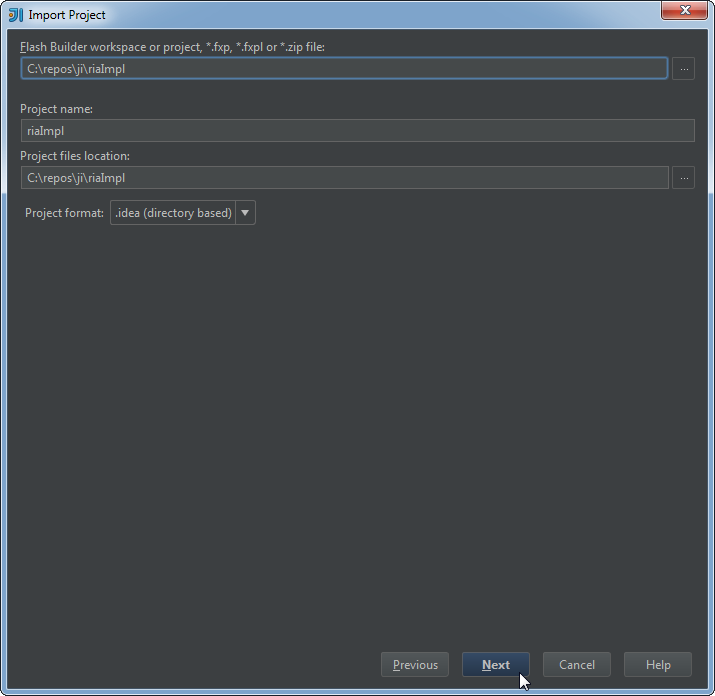 Import Project
Flash Builder workspace or project, *.fxp, *.fxpl or *.zip file:
C:\repos\ji\riaImpl
...
Project name:
riaImpl
Project files location:
C:\repos\ji\riaImpl
...
Project format: .idea (directory based)
Previous Next Cancel Help